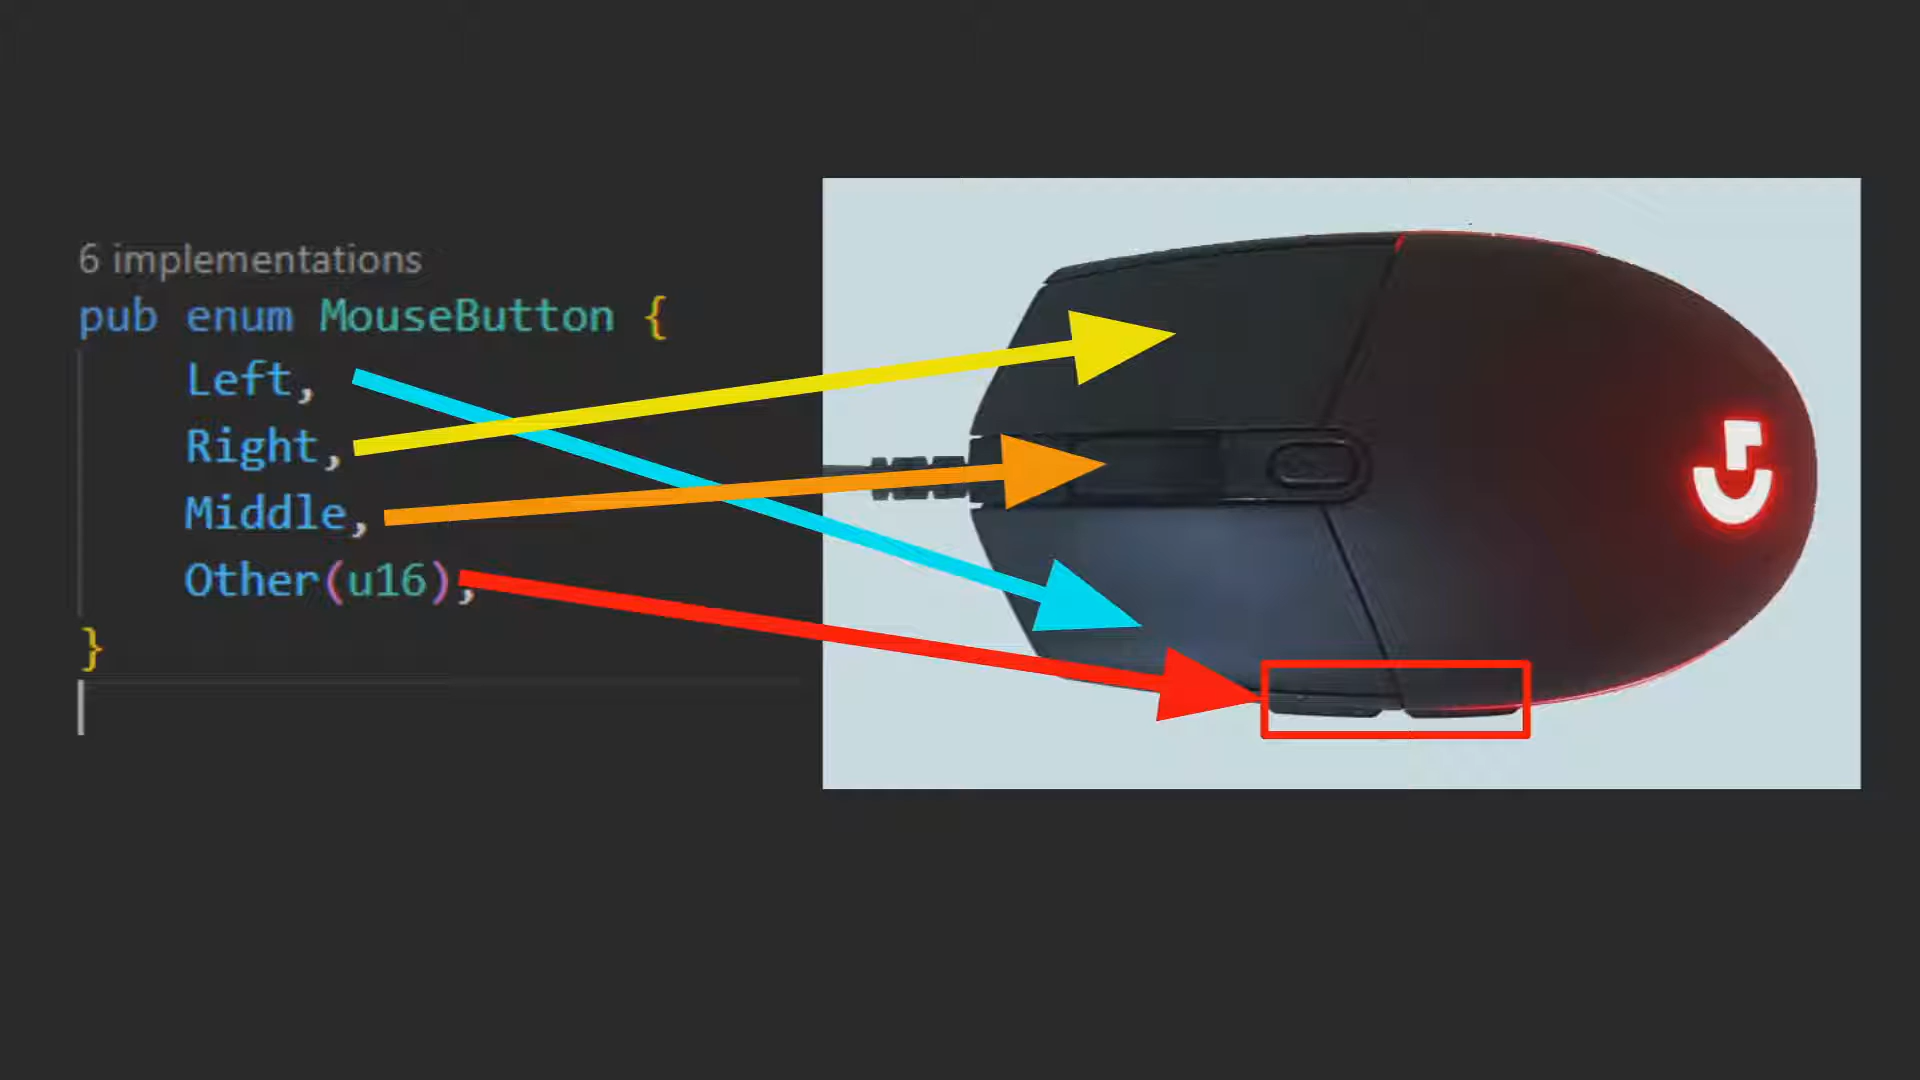 6 implementations
pub enum MouseButton {
Left,
Right,
Middle,
Other(u16),
}